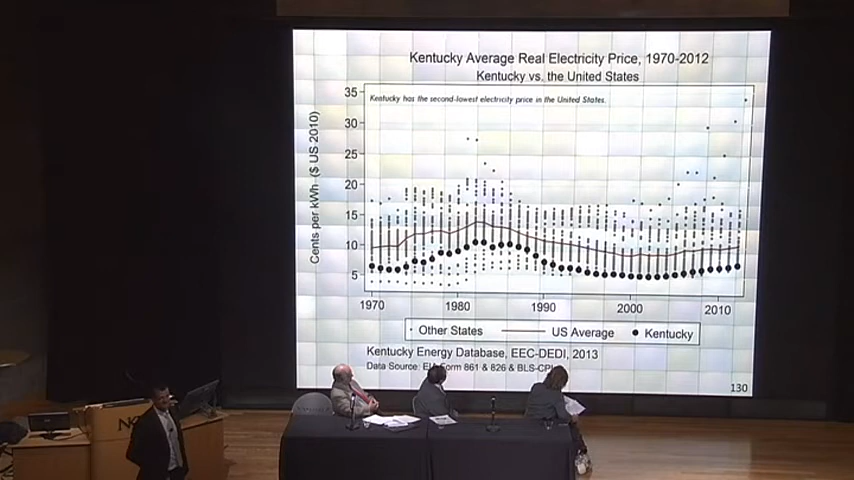 Kentucky Average Real Electricity Price, 1970-2012
Kentucky vs. the United States
Kentucky has the second-lowest electricity price in the United States.
Cents per kWh ($ US 2010)
35
30
25
20
15
10
5
1970
1980
1990
2000
2010
Other States
US Average
Kentucky
Kentucky Energy Database, EEC-DEDI, 2013
Data Source: Form 861 & 826 & BLS-CPI
130